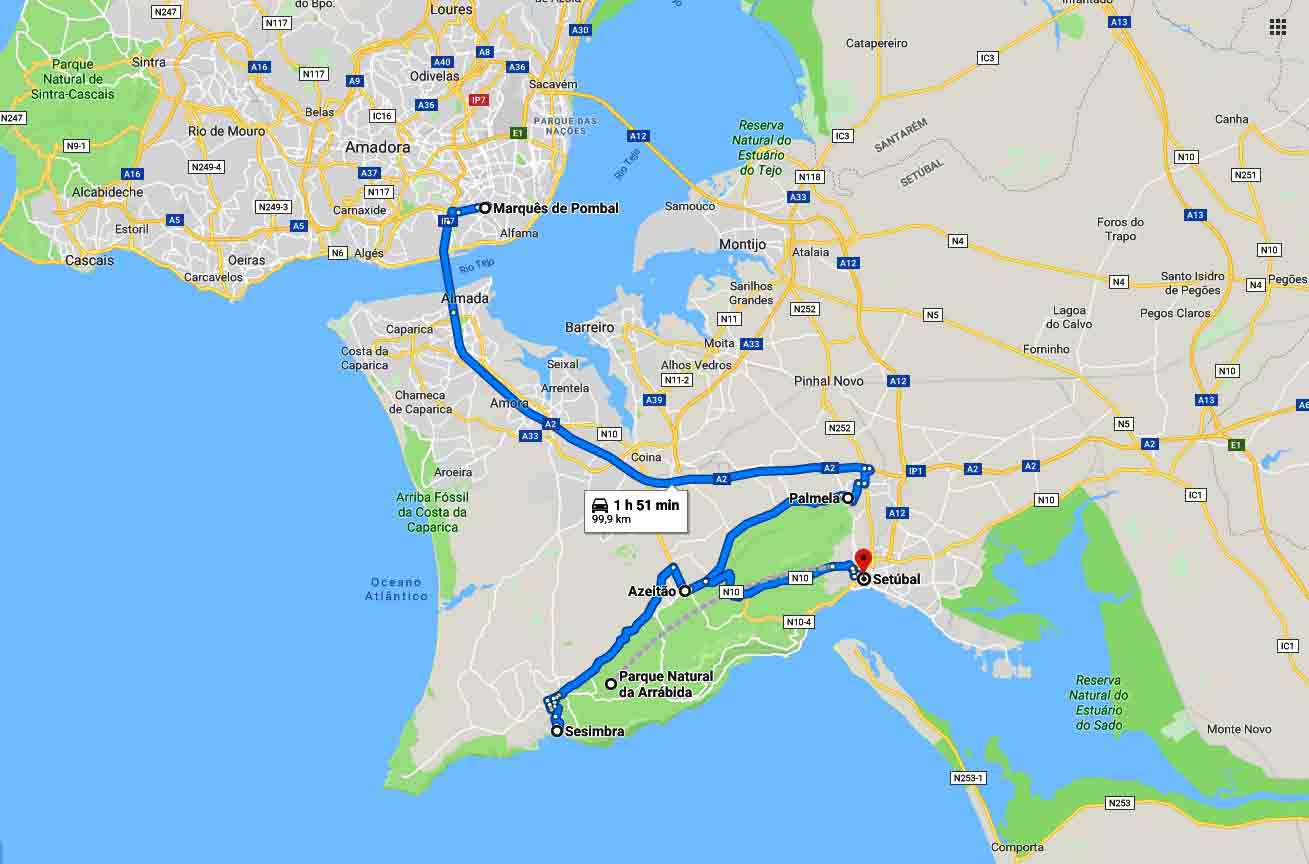 do Bpo.
Loures
de Azóia
Infantado
N247
N117
A30
A13
Catapereiro
Sintra
A8
A40
A36
IC3
Parque
Natural de
Sintra-Cascais
A16
N117
Odivelas
A9
Sacavém
N247
Belas
A36
IP7
IC16
PARQUE DAS
NAÇÕES
E1
A12
Rio de Mouro
Reserva
Natural do
Estuário
do Tejo
IC3
SANTARÉM
Canha
N9-1
Amadora
Rio Tejo
SETÚBAL
N10
A16
N249-4
A37
N118
N251
Alcabideche
N117
A33
N249-3
Carnaxide
Marquês de Pombal
Samouco
A5
IP7
A13
Estoril
A5
Alfama
Foros do
Trapo
Cascais
Oeiras
N6
Algés
Montijo
Atalaia
N4
N10
Carcavelos
Rio Tejo
A12
Santo Isidro
de Pegões
N4
N4
Pegões
Almada
Sarilhos
Grandes
N252
N5
Lagoa
do Calvo
Pegos Claros
Caparica
Barreiro
N11
Costa da
Caparica
Moita
A33
Forninho
Seixal
Alhos Vedros
Arrentela
N11-2
Pinhal Novo
A12
N10
Charneca
de Caparica
Amora
A39
A13
A6
A2
N252
N5
A33
N10
A2
E1
Coina
Aroeira
A2
A2
IP1
A2
A2
Arriba Fóssil
da Costa da
Caparica
1 h 51 min
99,9 km
Palmela
A12
N10
IC1
Oceano
Atlântico
Azeitão
N10
N10
Setúbal
N10-4
IC1
Parque Natural
da Arrábida
Reserva
Natural do
Estuário
do Sado
Sesimbra
Monte Novo
N253-1
N253
Comporta